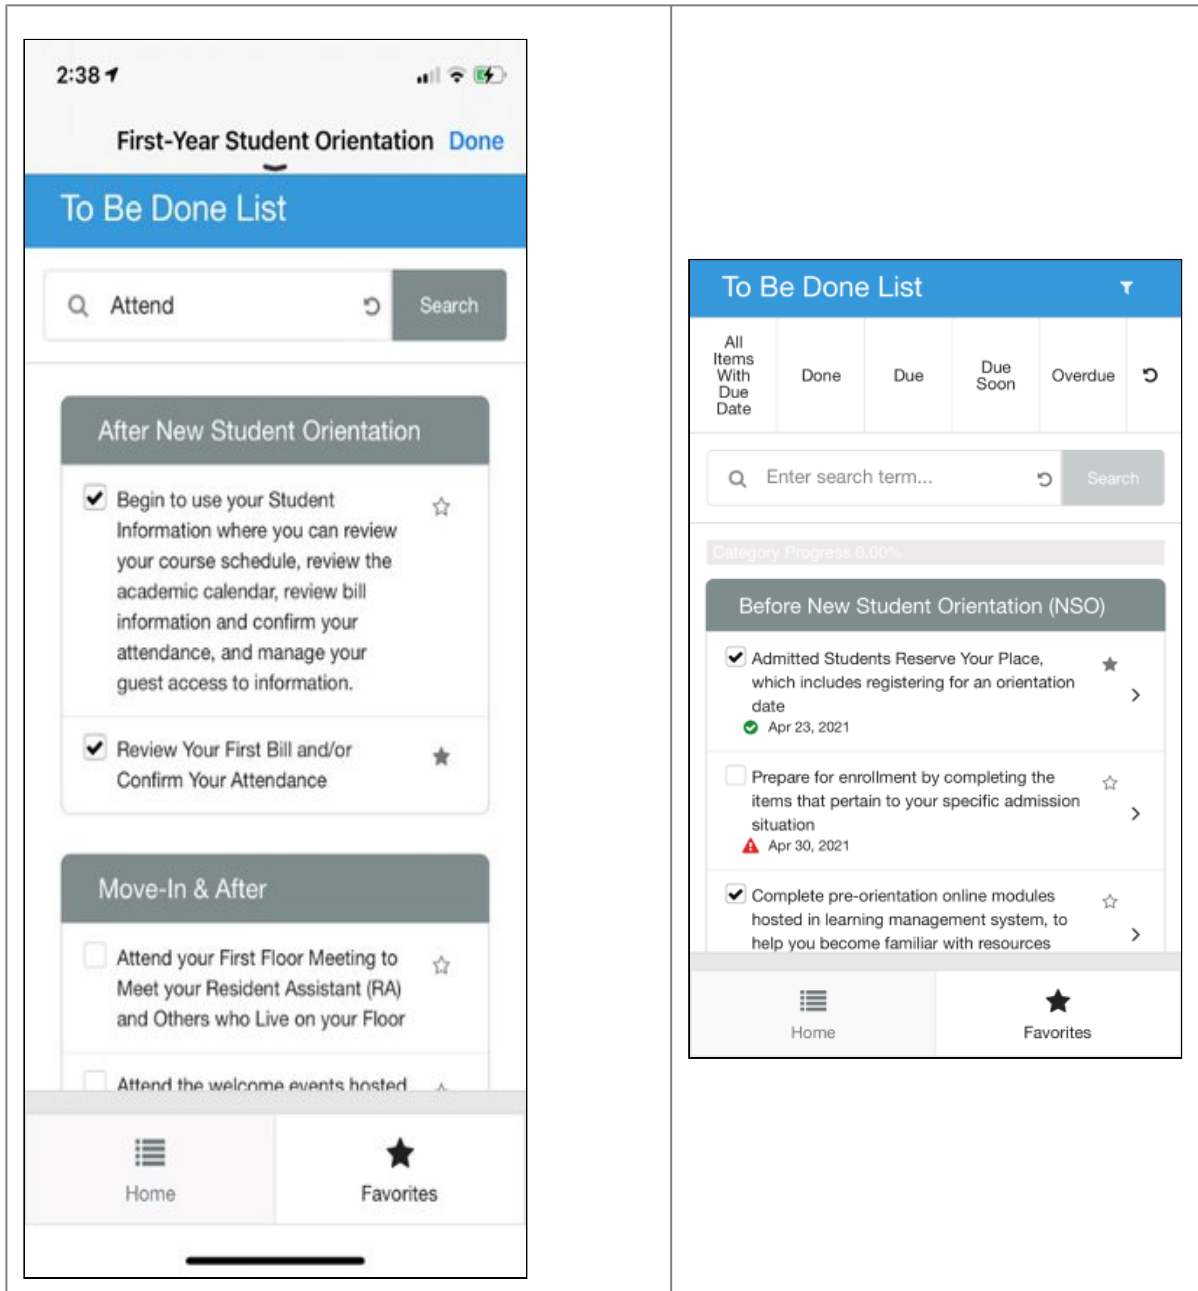 2:38
First-Year Student Orientation Done
To Be Done List
Attend
Search
After New Student Orientation
Begin to use your Student
Information where you can review
your course schedule, review the
academic calendar, review bill
information and confirm your
attendance, and manage your
guest access to information.
Review Your First Bill and/or
Confirm Your Attendance
Move-In & After
Attend your First Floor Meeting to
Meet your Resident Assistant (RA)
and Others who Live on your Floor
Attend the welcome events hosted
Home
Favorites
To Be Done List
All
Items
With
Due
Date
Done
Due
Due
Soon
Overdue
Enter search term...
Search
Category Progress 0.00%
Before New Student Orientation (NSO)
Admitted Students Reserve Your Place,
which includes registering for an orientation
date
Apr 23, 2021
Prepare for enrollment by completing the
items that pertain to your specific admission
situation
Apr 30, 2021
Complete pre-orientation online modules
hosted in learning management system, to
help you become familiar with resources
Home
Favorites